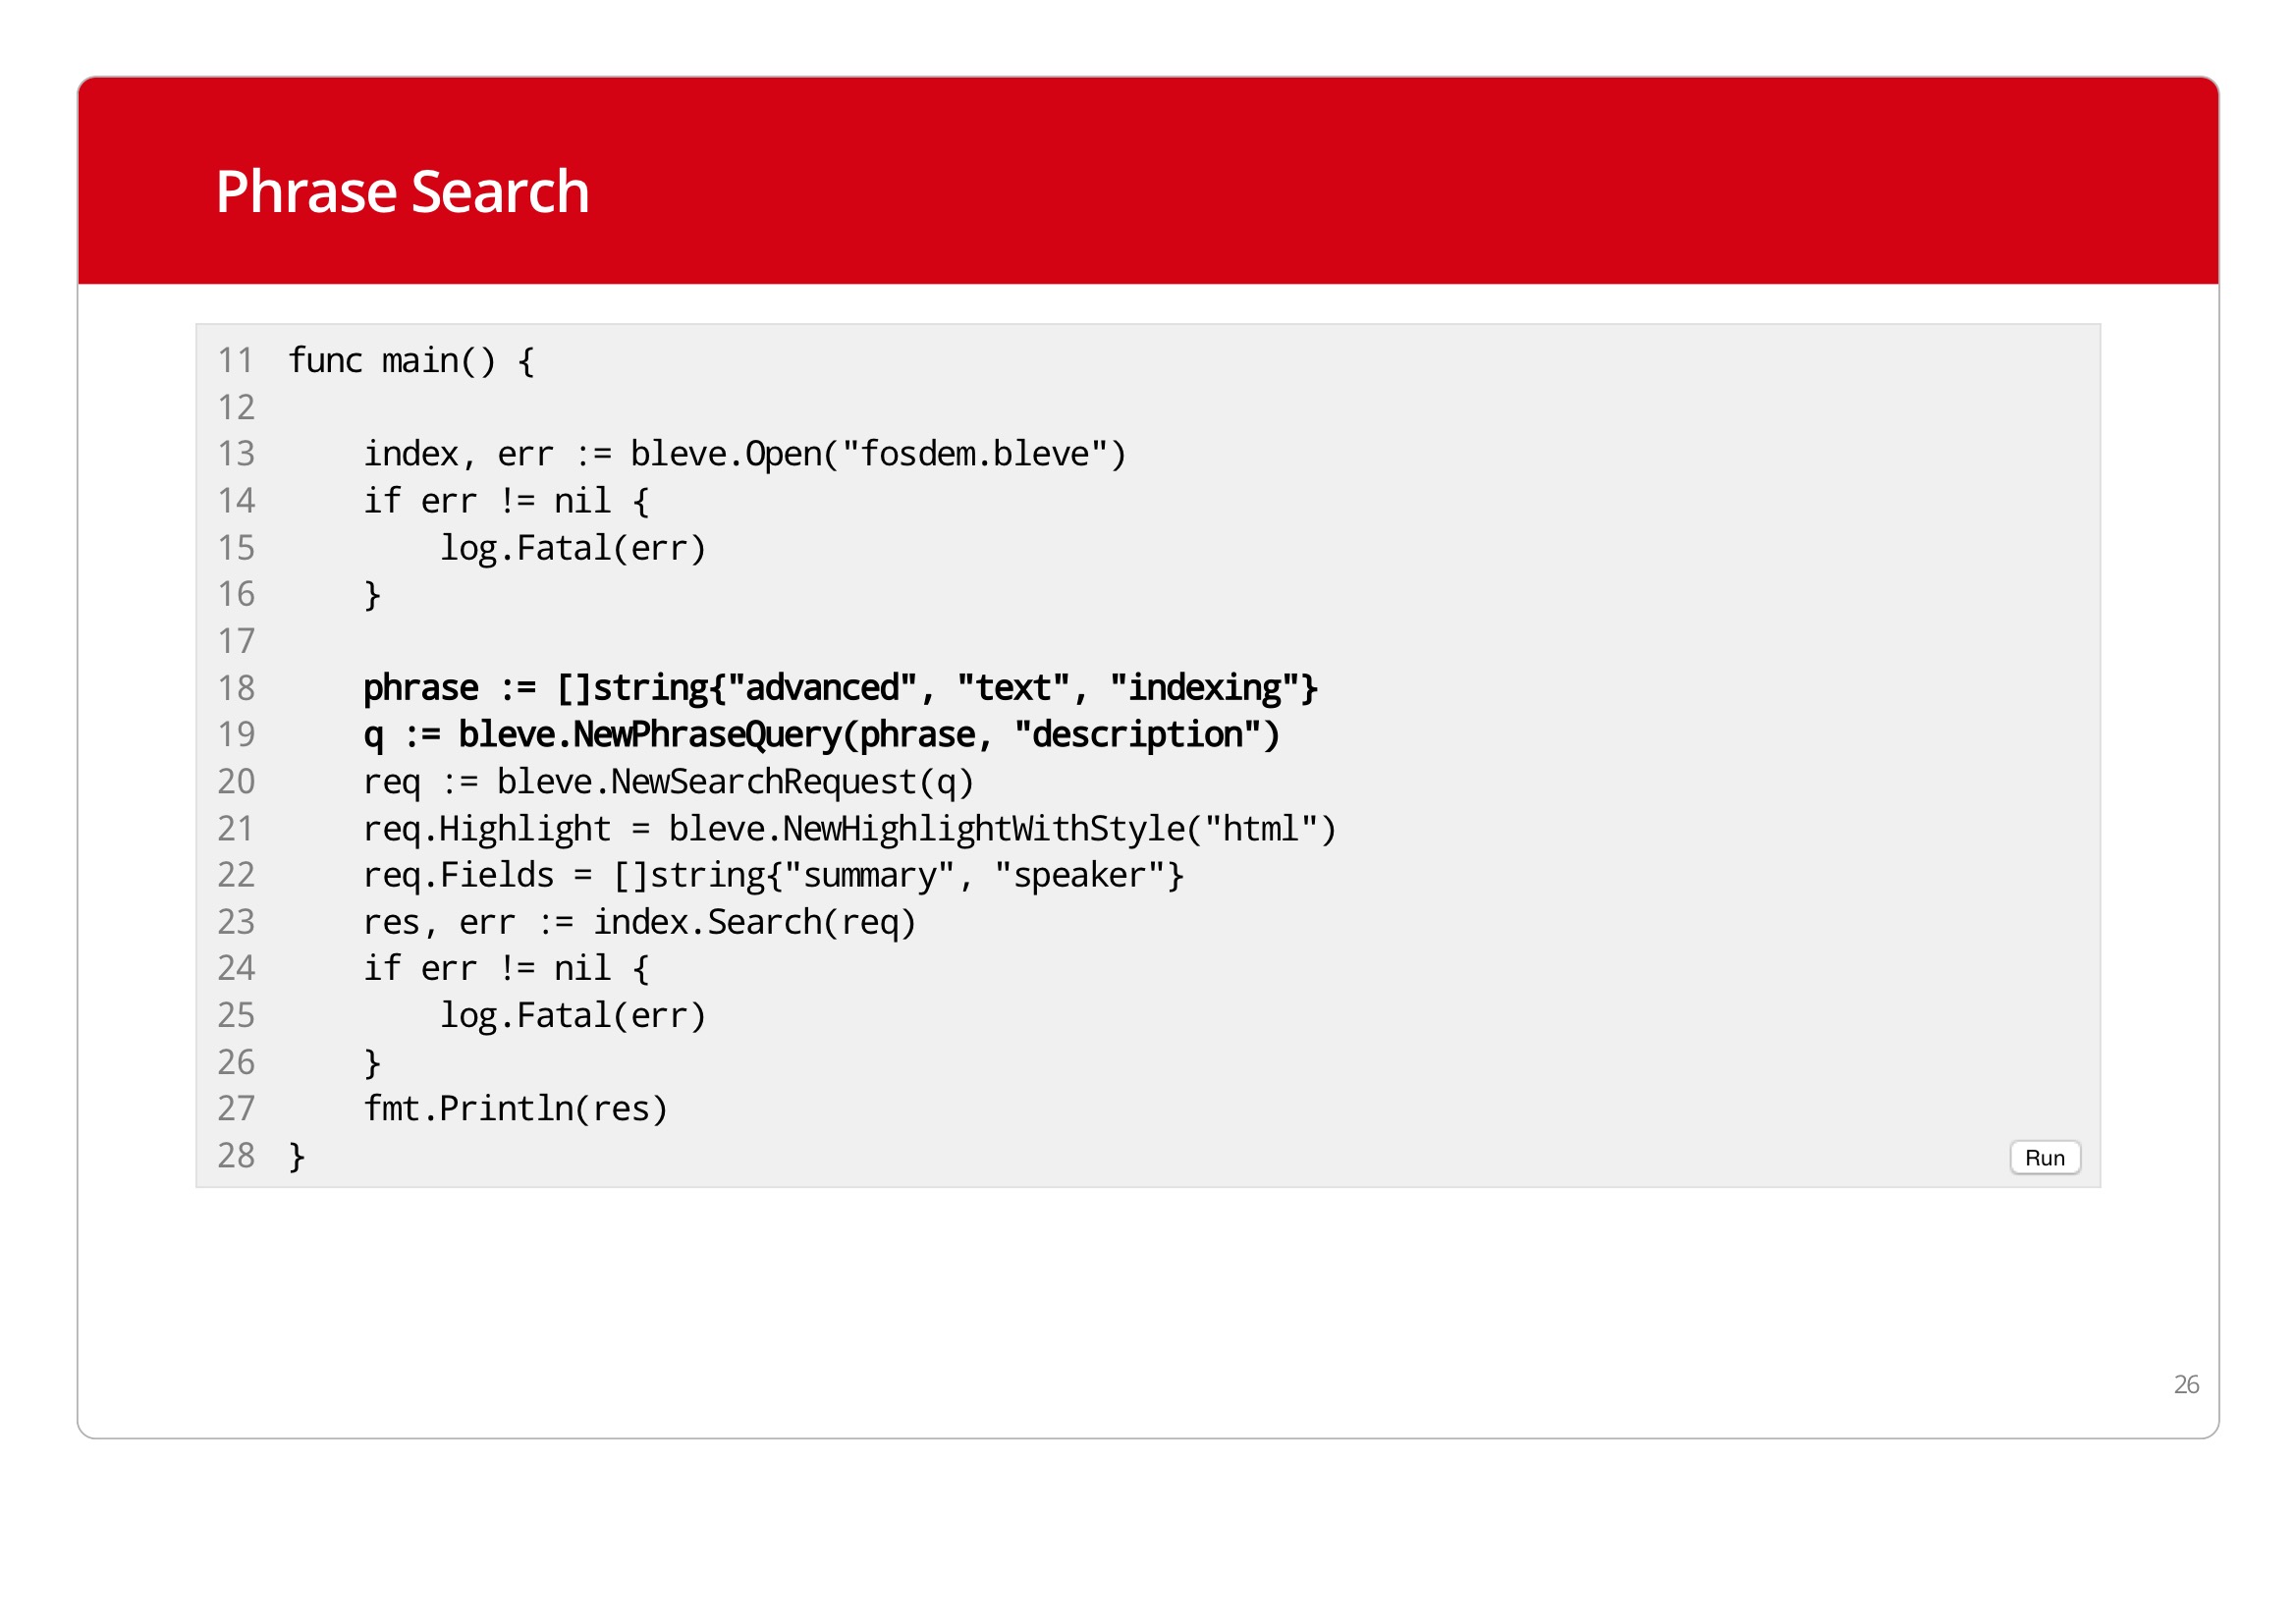 Phrase Search
11 func main() {
12
13     index, err := bleve.Open("fosdem.bleve")
14     if err != nil {
15         log.Fatal(err)
16     }
17
18     phrase := []string{"advanced", "text", "indexing"}
19     q := bleve.NewPhraseQuery(phrase, "description")
20     req := bleve.NewSearchRequest(q)
21     req.Highlight = bleve.NewHighlightWithStyle("html")
22     req.Fields = []string{"summary", "speaker"}
23     res, err := index.Search(req)
24     if err != nil {
25         log.Fatal(err)
26     }
27     fmt.Println(res)
28 }
Run
26